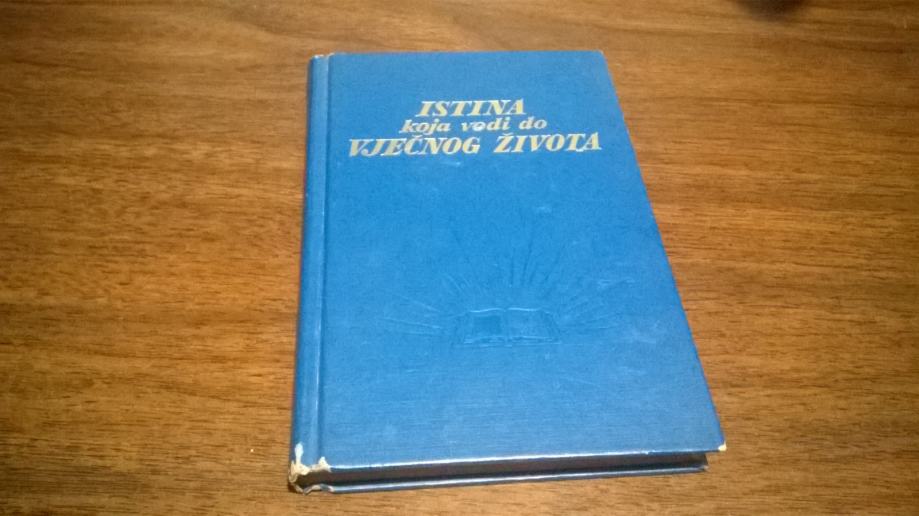 ISTINA
koja vodi do
VJEČNOG ŽIVOTA